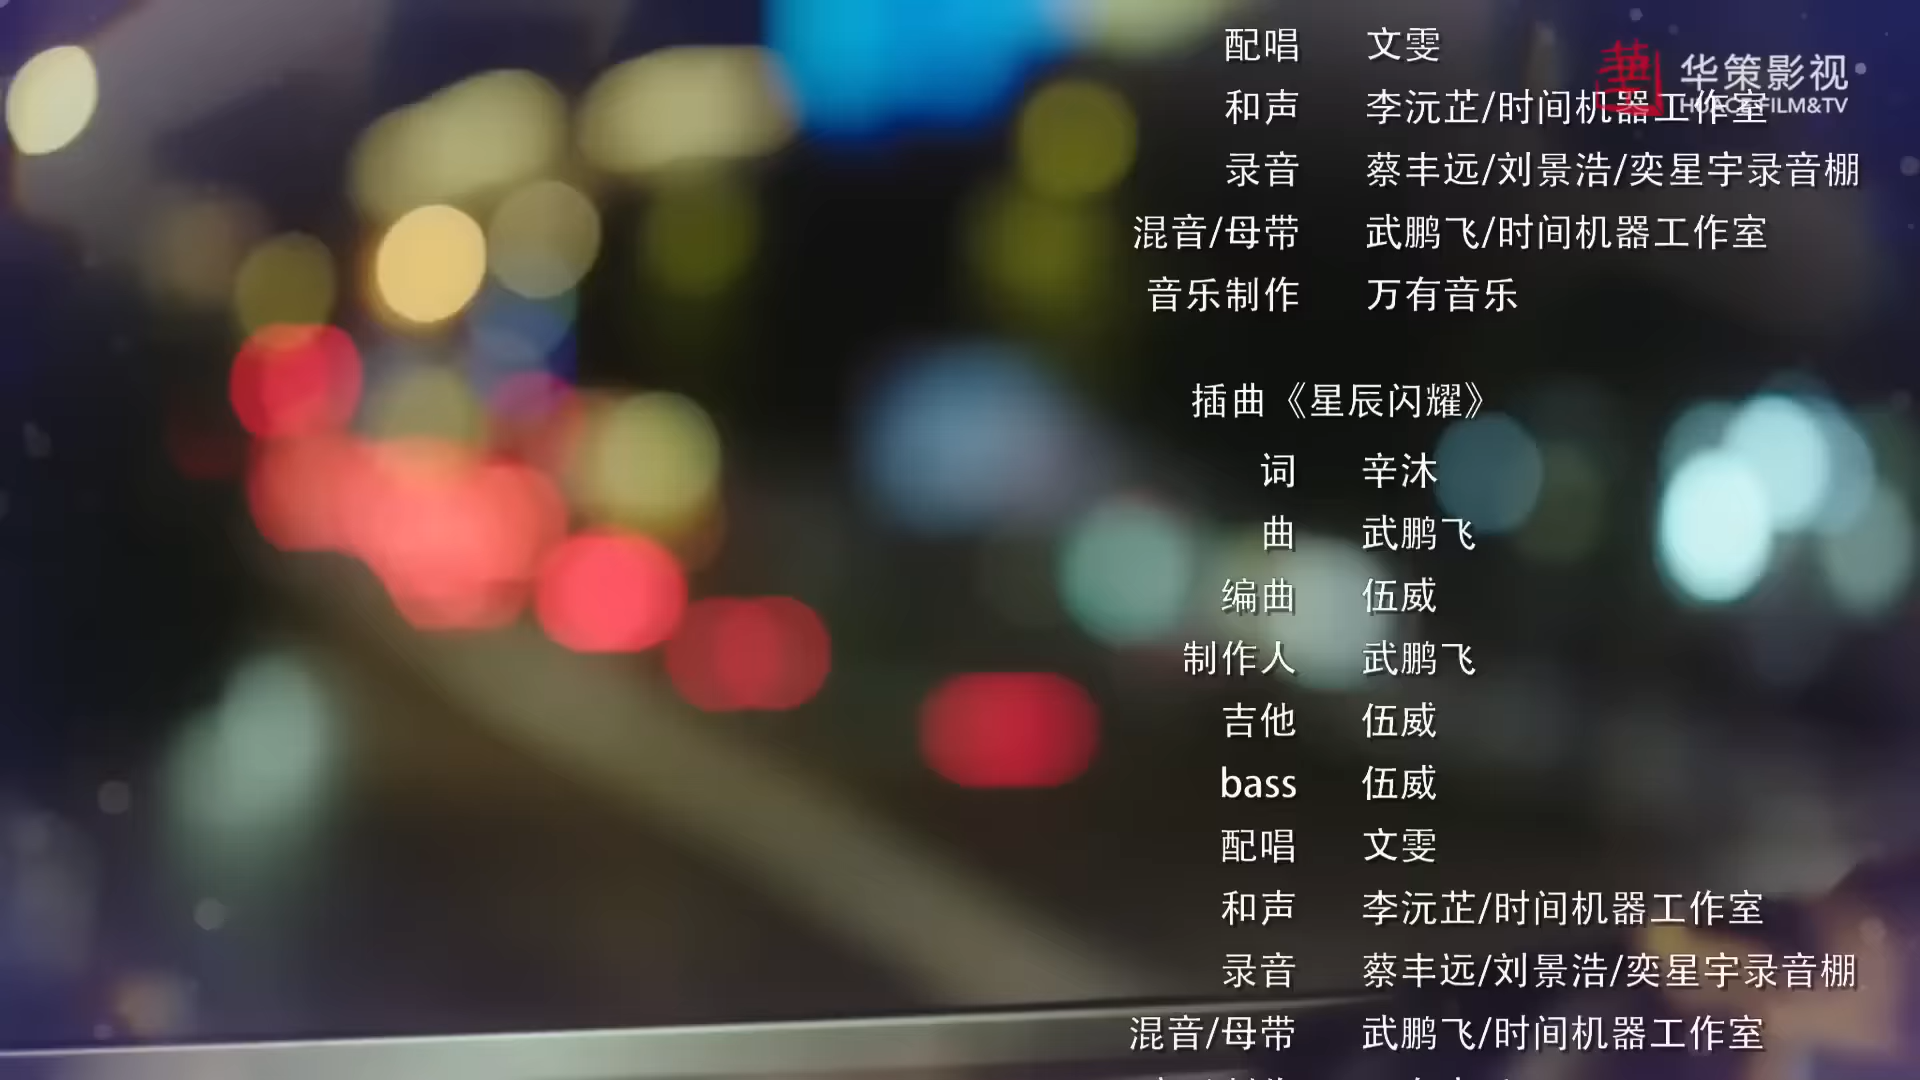 配唱 文雯
华策影视
HUACE FILM&TV
和声 李沅芷/时间机器工作室
录音 蔡丰远/刘景浩/奕星宇录音棚
混音/母带 武鹏飞/时间机器工作室
音乐制作 万有音乐
插曲《星辰闪耀》
词 辛沐
曲 武鹏飞
编曲 伍威
制作人 武鹏飞
吉他 伍威
bass 伍威
配唱 文雯
和声 李沅芷/时间机器工作室
录音 蔡丰远/刘景浩/奕星宇录音棚
混音/母带 武鹏飞/时间机器工作室